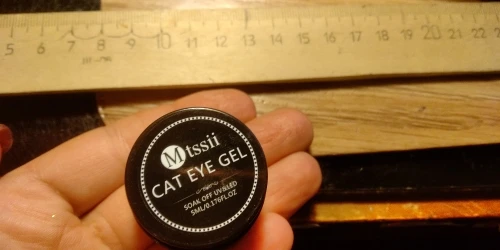 5 6 7 8 9 10 11 12 13 14 15 16 17 18 19 20 21 22
Mtssii
CAT EYE GEL
SOAK OFF UV&LED
5ML/0.176FL.OZ